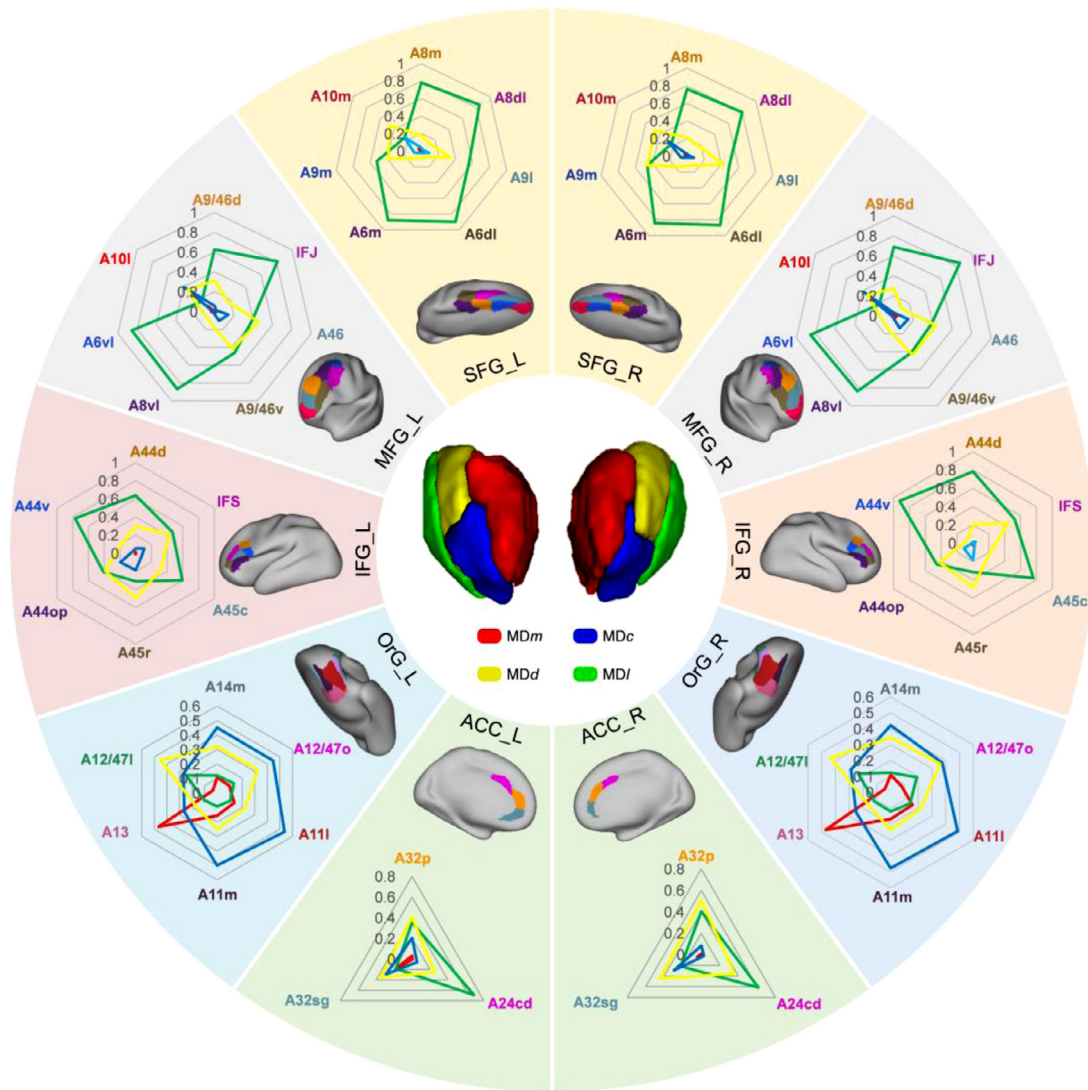 A8m
1
0.8
0.6
0.4
0.2
0
A10m
A8dl
A9m
A9l
A6m
A6dl
SFG_L
A8m
1
0.8
0.6
0.4
0.2
0
A10m
A8dl
A9m
A9l
A6m
A6dl
SFG_R
A9/46d
1
0.8
0.6
0.4
0.2
0
A10l
IFJ
A6vl
A46
A8vl
A9/46v
MFG_L
A9/46d
1
0.8
0.6
0.4
0.2
0
A10l
IFJ
A6vl
A46
A8vl
A9/46v
MFG_R
A44d
1
0.8
0.6
0.4
0.2
0
A44v
IFS
A44op
A45c
A45r
IFG_L
A44d
1
0.8
0.6
0.4
0.2
0
A44v
IFS
A44op
A45c
A45r
IFG_R
MDm
MDc
MDd
MDl
A14m
0.6
0.5
0.4
0.3
0.2
0.1
0
A12/47l
A12/47o
A13
A11l
A11m
OrG_L
A14m
0.6
0.5
0.4
0.3
0.2
0.1
0
A12/47l
A12/47o
A13
A11l
A11m
OrG_R
ACC_L
A32p
0.8
0.6
0.4
0.2
0
A32sg
A24cd
ACC_R
A32p
0.8
0.6
0.4
0.2
0
A32sg
A24cd